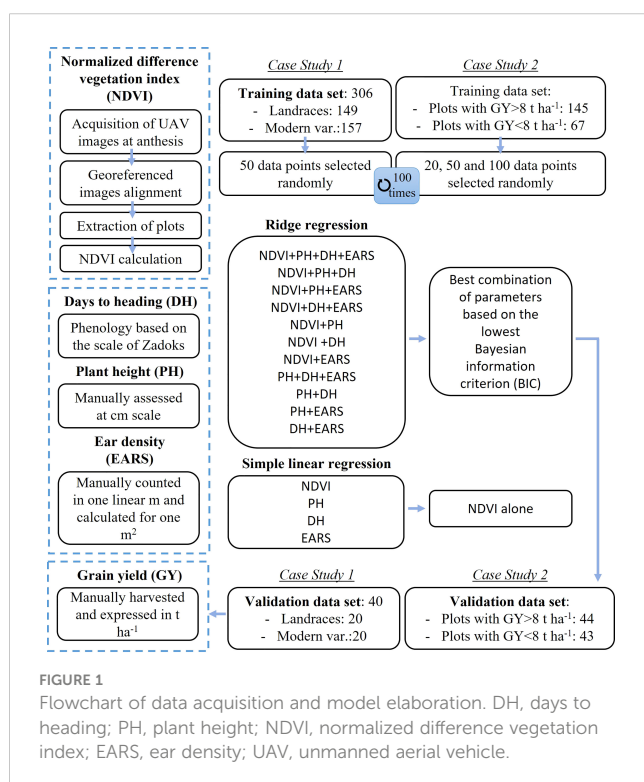 Normalized difference
vegetation index
(NDVI)
Acquisition of UAV
images at anthesis
Georeferenced
images alignment
Extraction of plots
NDVI calculation
Days to heading (DH)
Phenology based on
the scale of Zadoks
Plant height (PH)
Manually assessed
at cm scale
Ear density
(EARS)
Manually counted
in one linear m and
calculated for one
m²
Grain yield (GY)
Manually harvested
and expressed in t
ha⁻¹
Case Study 1
Training data set: 306
- Landraces: 149
- Modern var.:157
50 data points selected
randomly
Case Study 2
Training data set:
- Plots with GY>8 t ha⁻¹: 145
- Plots with GY<8 t ha⁻¹: 67
20, 50 and 100 data points
selected randomly
100
times
Ridge regression
NDVI+PH+DH+EARS
NDVI+PH+DH
NDVI+PH+EARS
NDVI+DH+EARS
NDVI+PH
NDVI +DH
NDVI+EARS
PH+DH+EARS
PH+DH
PH+EARS
DH+EARS
Best combination
of parameters
based on the
lowest
Bayesian
information
criterion (BIC)
Simple linear regression
NDVI
PH
DH
EARS
NDVI alone
Case Study 1
Validation data set: 40
- Landraces: 20
- Modern var.:20
Case Study 2
Validation data set:
- Plots with GY>8 t ha⁻¹: 44
- Plots with GY<8 t ha⁻¹: 43
FIGURE 1
Flowchart of data acquisition and model elaboration. DH, days to
heading; PH, plant height; NDVI, normalized difference vegetation
index; EARS, ear density; UAV, unmanned aerial vehicle.